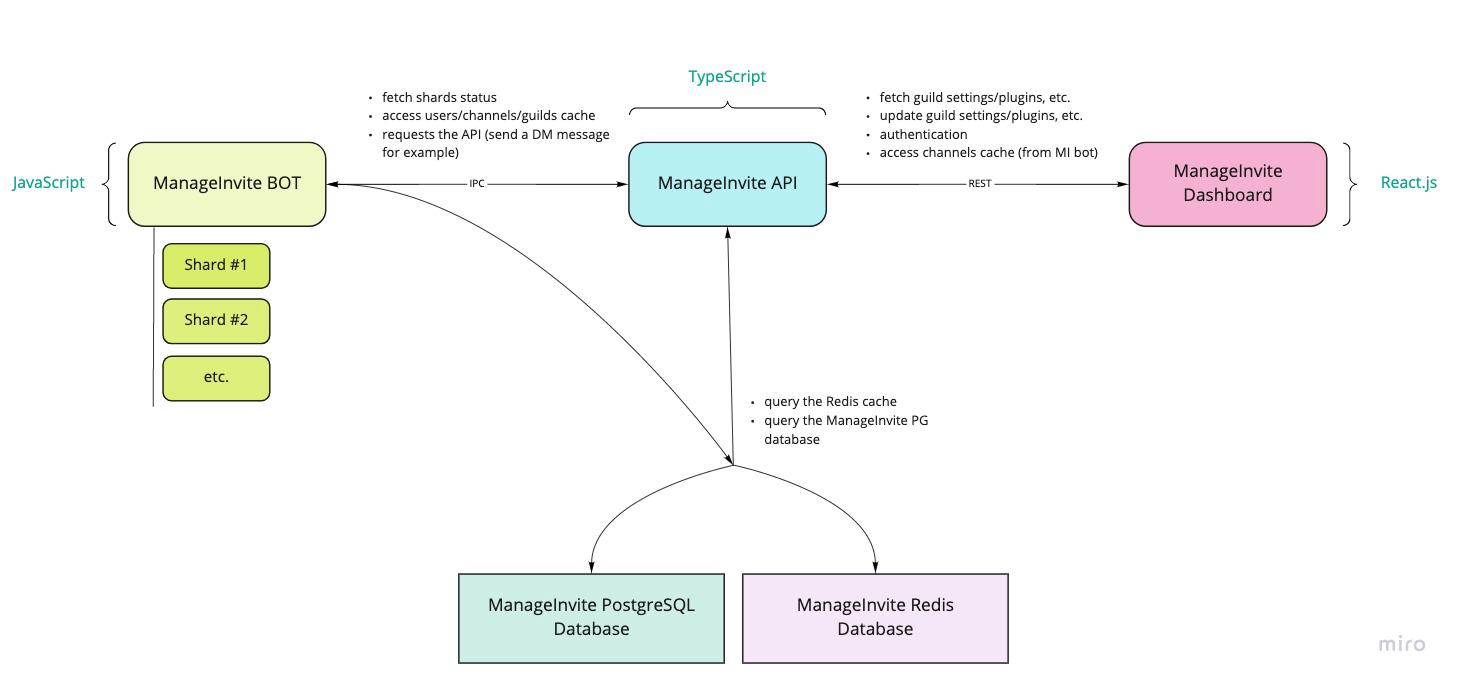 TypeScript
• fetch shards status
• access users/channels/guilds cache
• requests the API (send a DM message
for example)
• fetch guild settings/plugins, etc.
• update guild settings/plugins, etc.
• authentication
• access channels cache (from MI bot)
JavaScript
ManageInvite BOT
IPC
ManageInvite API
REST
ManageInvite
Dashboard
React.js
Shard #1
Shard #2
etc.
• query the Redis cache
• query the ManageInvite PG
database
ManageInvite PostgreSQL
Database
ManageInvite Redis
Database
miro